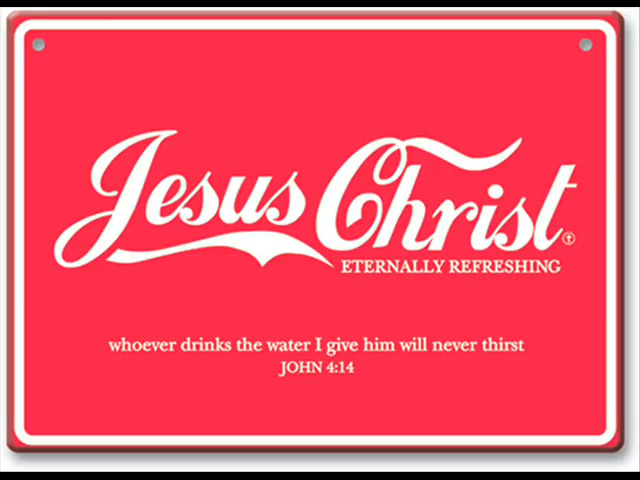 Jesus Christ
ETERNALLY REFRESHING
whoever drinks the water I give him will never thirst
JOHN 4:14